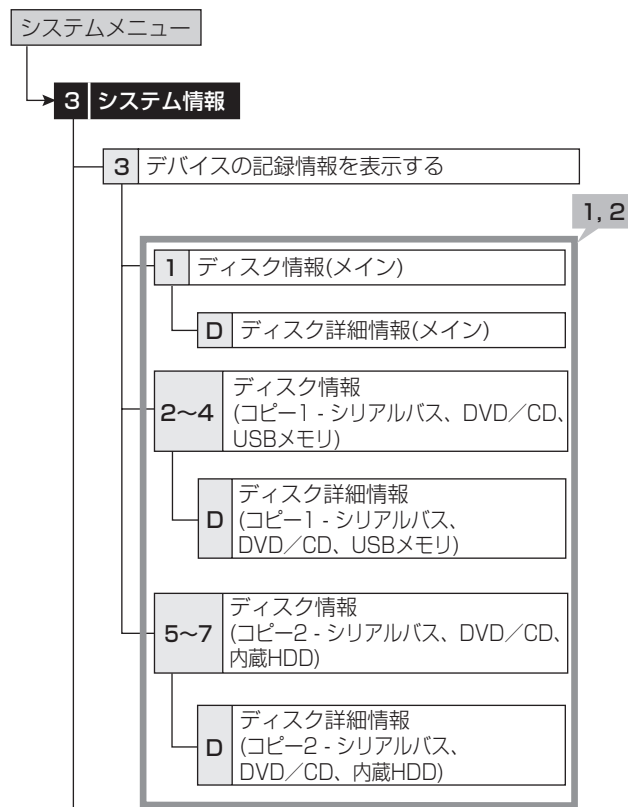 システムメニュー
3 システム情報
3 デバイスの記録情報を表示する
1, 2
1 ディスク情報(メイン)
D ディスク詳細情報(メイン)
2～4 ディスク情報
(コピー1 - シリアルバス、DVD／CD、
USBメモリ)
D ディスク詳細情報
(コピー1 - シリアルバス、
DVD／CD、USBメモリ)
5～7 ディスク情報
(コピー2 - シリアルバス、DVD／CD、
内蔵HDD)
D ディスク詳細情報
(コピー2 - シリアルバス、
DVD／CD、内蔵HDD)